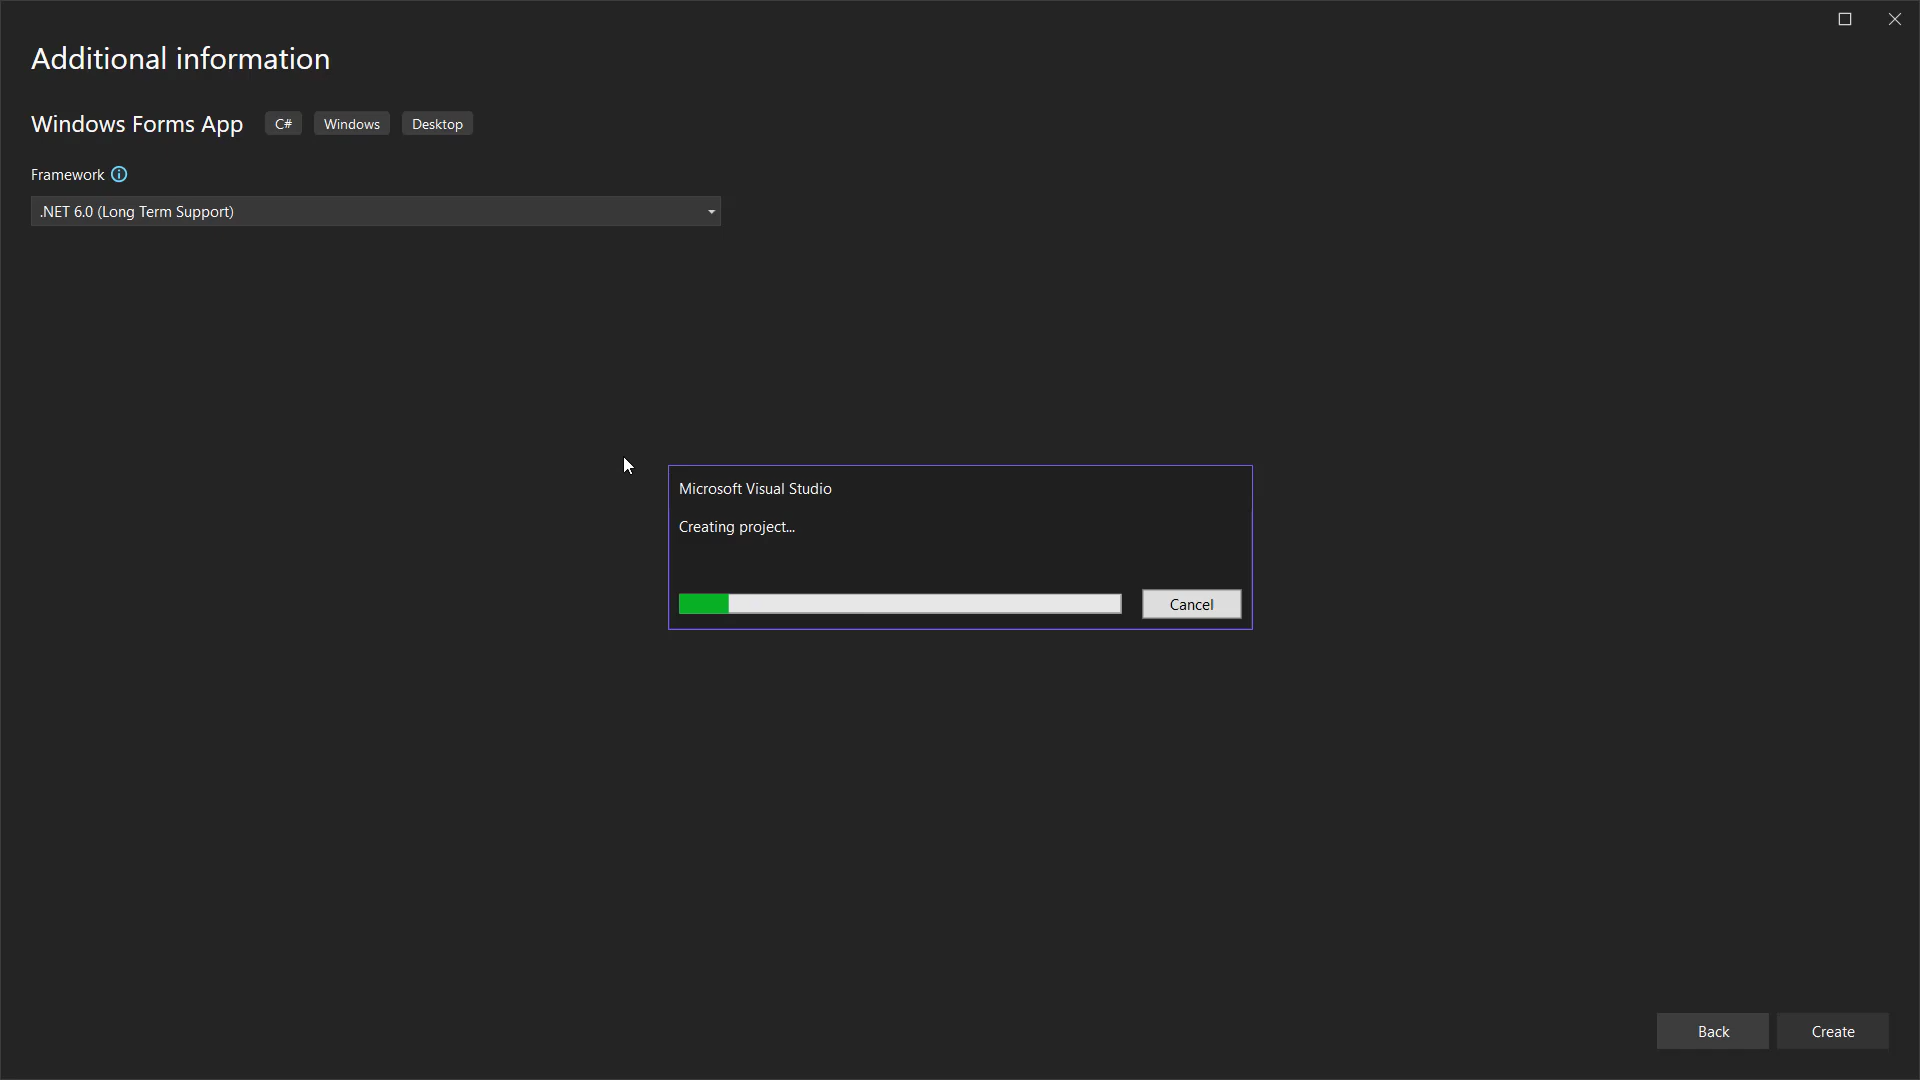 Additional information
Windows Forms App C# Windows Desktop
Framework
.NET 6.0 (Long Term Support)
Microsoft Visual Studio
Creating project...
Cancel
Back Create